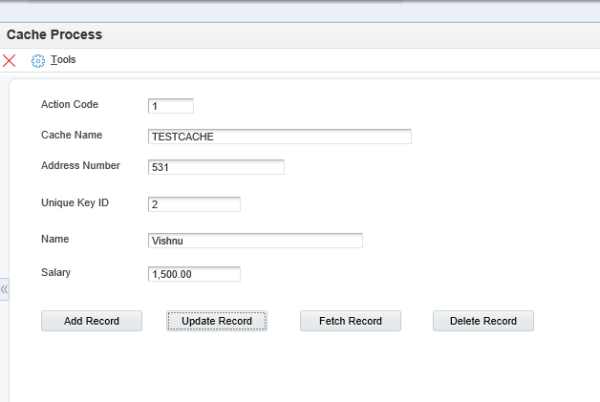 Cache Process
Tools
Action Code 1
Cache Name TESTCACHE
Address Number 531
Unique Key ID 2
Name Vishnu
Salary 1,500.00
Add Record Update Record Fetch Record Delete Record